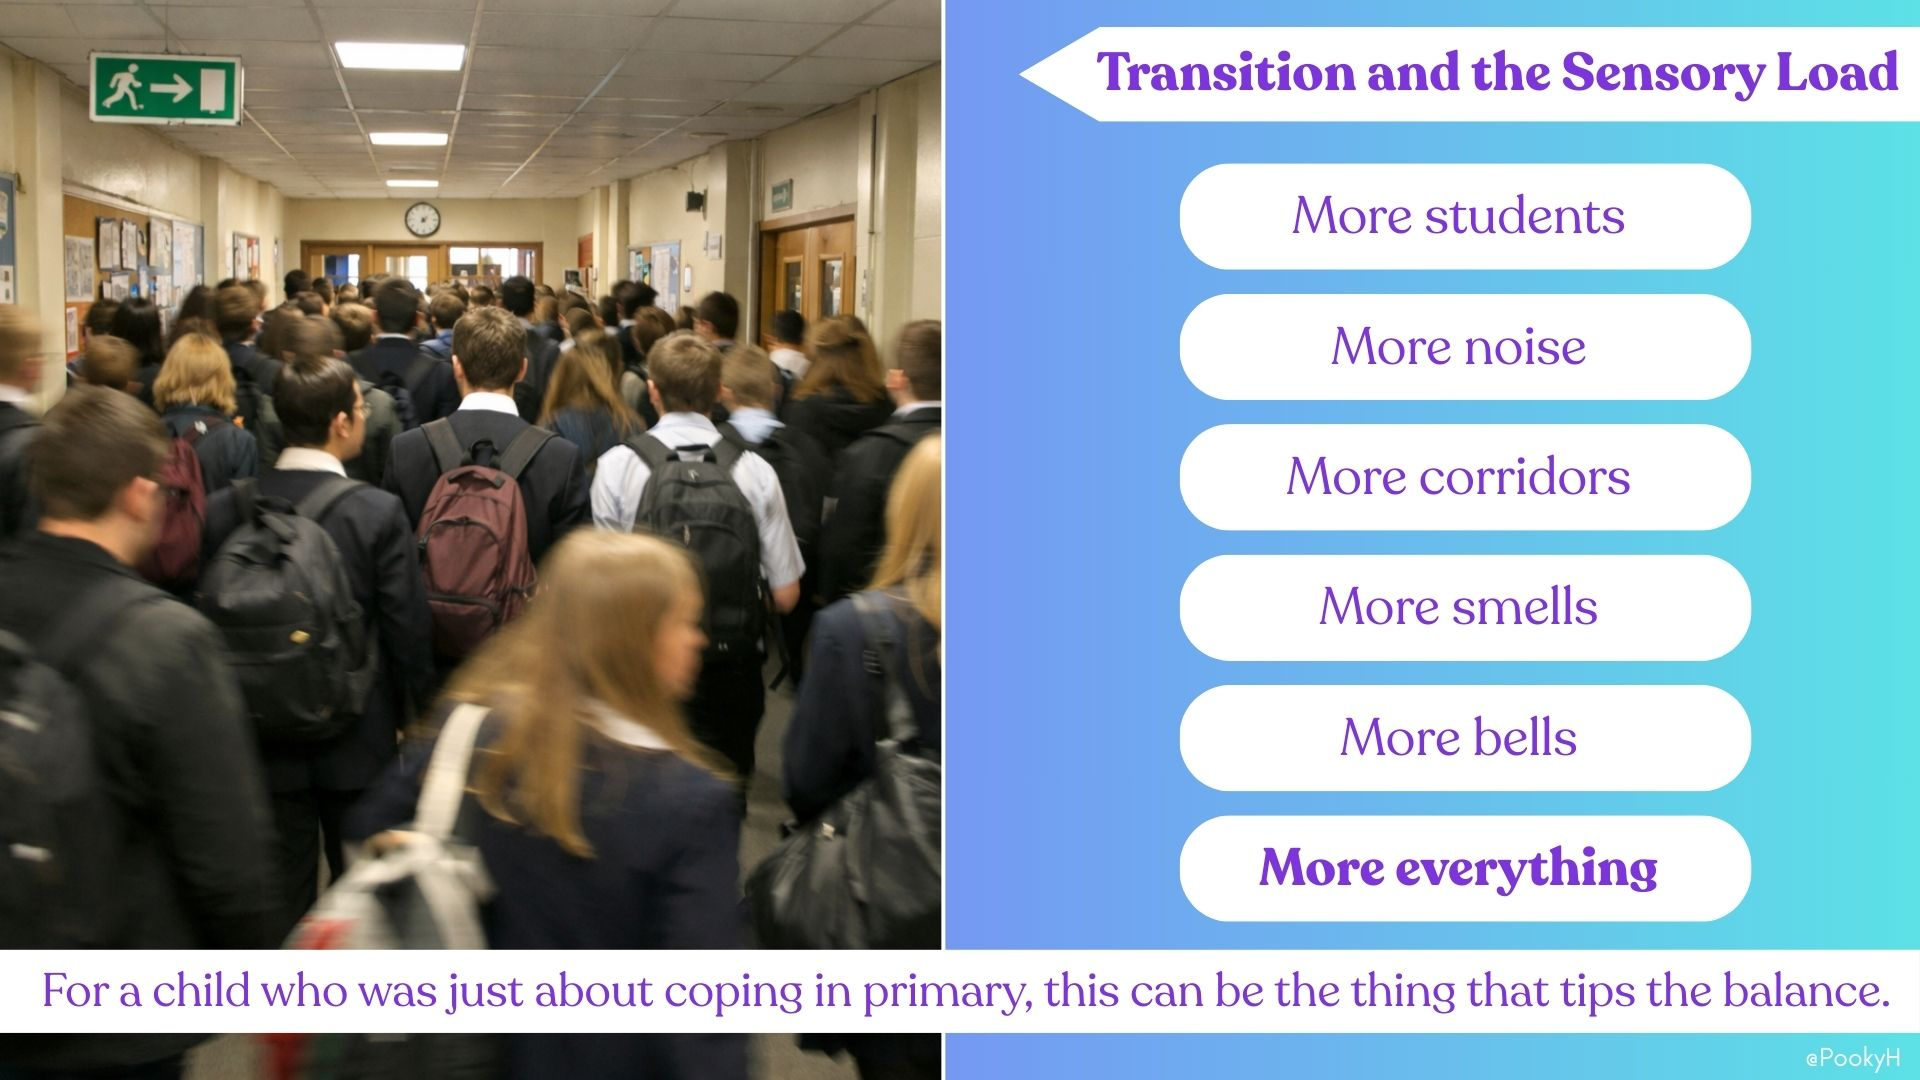 Transition and the Sensory Load
More students
More noise
More corridors
More smells
More bells
More everything
For a child who was just about coping in primary, this can be the thing that tips the balance.
@PookyH